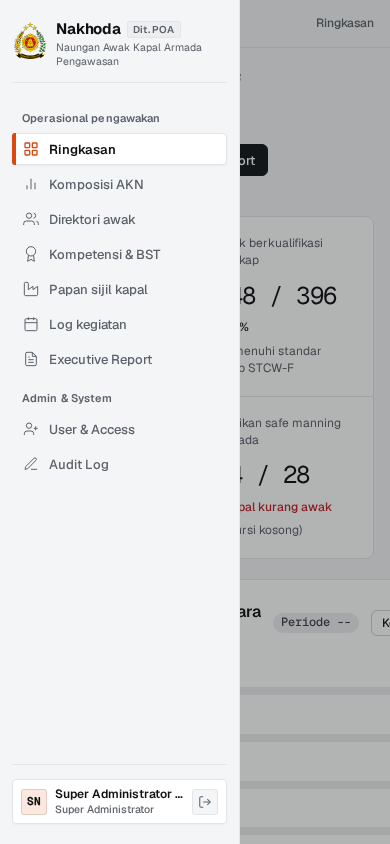 Nakhoda Dit. POA
Naungan Awak Kapal Armada
Pengawasan
Operasional pengawakan
Ringkasan
Komposisi AKN
Direktori awak
Kompetensi & BST
Papan sijil kapal
Log kegiatan
Executive Report
Admin & System
User & Access
Audit Log
SN
Super Administrator ...
Super Administrator
Ringkasan
ort
k berkualifikasi
kap
48 / 396
%
menuhi standar
STCW-F
ikan safe manning
ada
/ 28
pal kurang awak
ursi kosong)
ara
Periode --
K